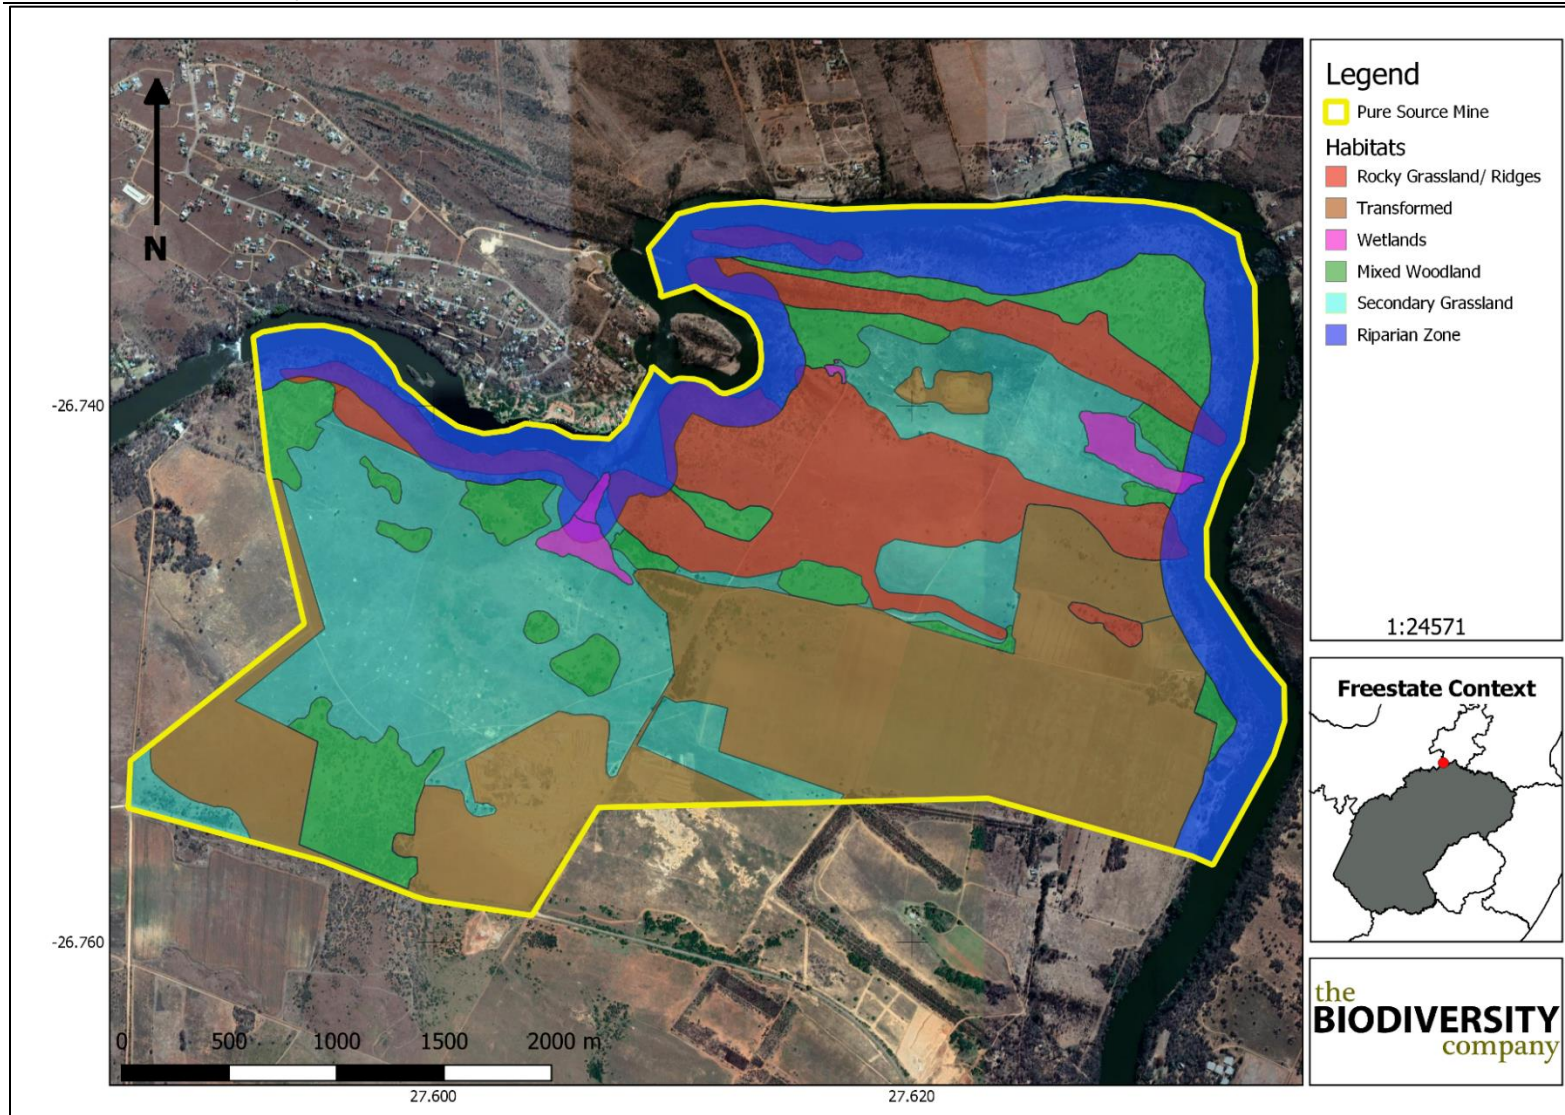 Legend
Pure Source Mine
Habitats
Rocky Grassland/ Ridges
Transformed
Wetlands
Mixed Woodland
Secondary Grassland
Riparian Zone
1:24571
Freestate Context
the
BIODIVERSITY
company
N
-26.740
-26.760
0 500 1000 1500 2000 m
27.600 27.620